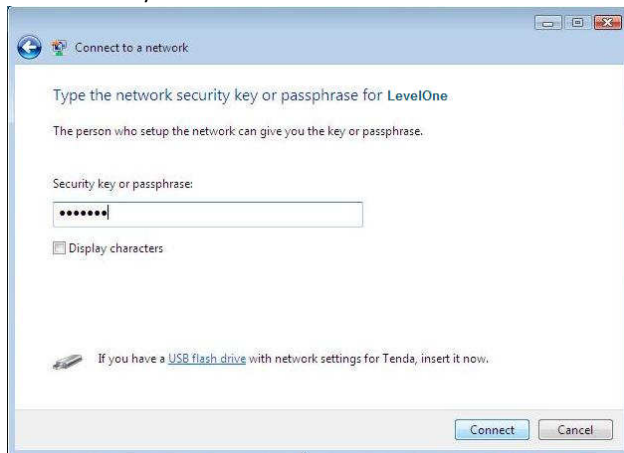 Connect to a network
Type the network security key or passphrase for LevelOne
The person who setup the network can give you the key or passphrase.
Security key or passphrase:
•••••••
Display characters
If you have a USB flash drive with network settings for Tenda, insert it now.
Connect Cancel